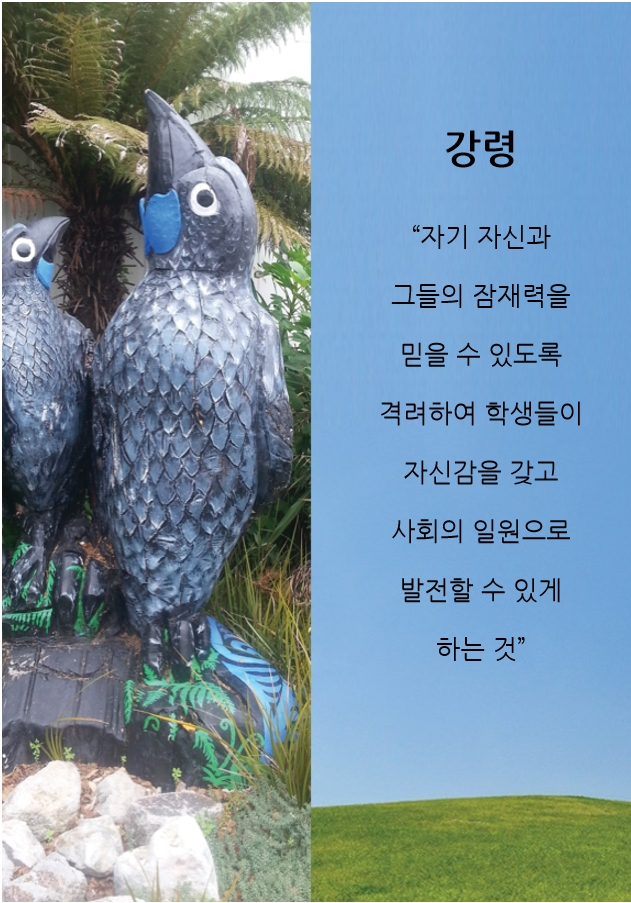 강령
“자기 자신과
그들의 잠재력을
믿을 수 있도록
격려하여 학생들이
자신감을 갖고
사회의 일원으로
발전할 수 있게
하는 것”